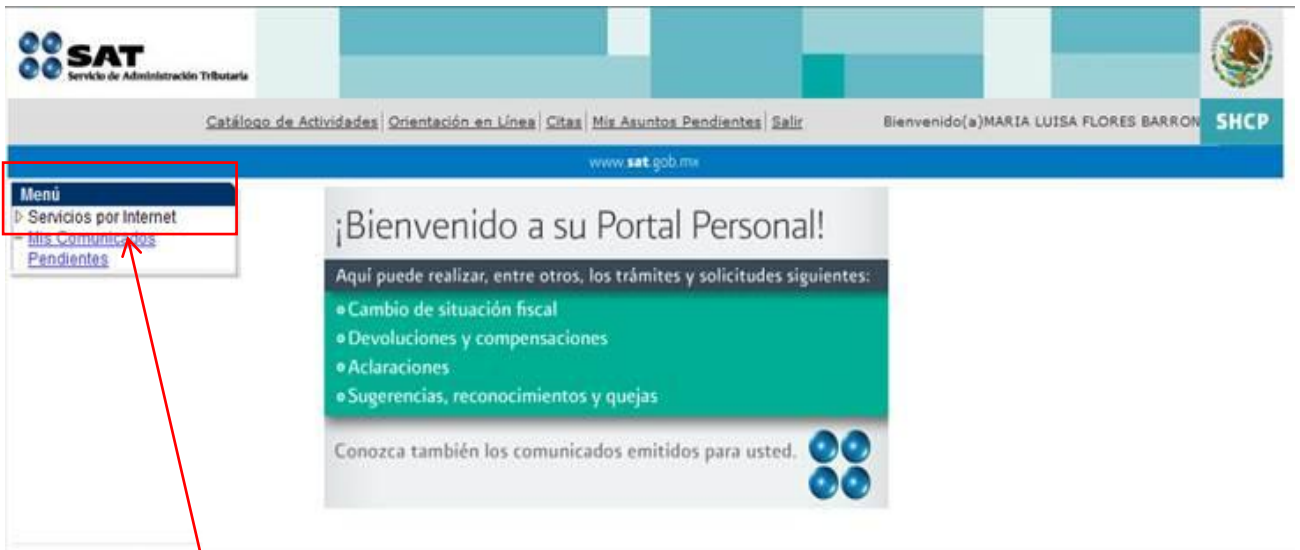 SAT
Servicio de Administración Tributaria
Catálogo de Actividades| Orientación en Línea| Citas| Mis Asuntos Pendientes| Salir
Bienvenido(a)MARIA LUISA FLORES BARRON
SHCP
www.sat.gob.mx
Menú
Servicios por Internet
Mis Comunicados
Pendientes
¡Bienvenido a su Portal Personal!
Aquí puede realizar, entre otros, los trámites y solicitudes siguientes:
Cambio de situación fiscal
Devoluciones y compensaciones
Aclaraciones
Sugerencias, reconocimientos y quejas
Conozca también los comunicados emitidos para usted.